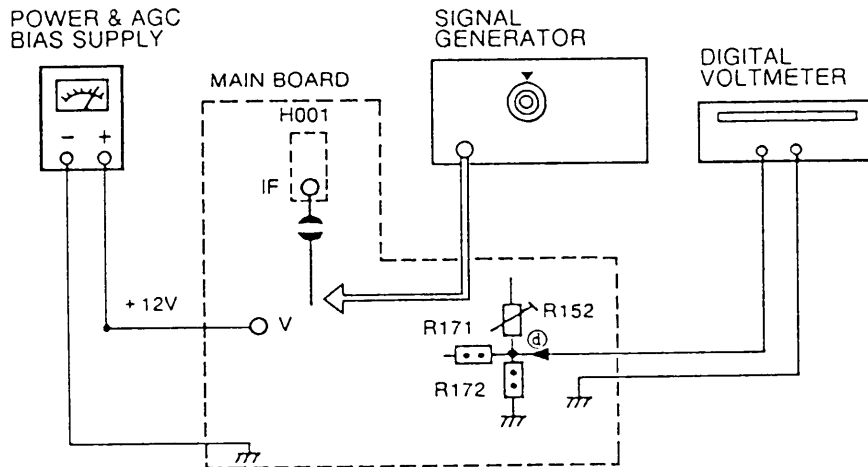 POWER & AGC
BIAS SUPPLY
SIGNAL
GENERATOR
DIGITAL
VOLTMETER
MAIN BOARD
H001
- +
IF
+12V
V
R152
R171
d
R172